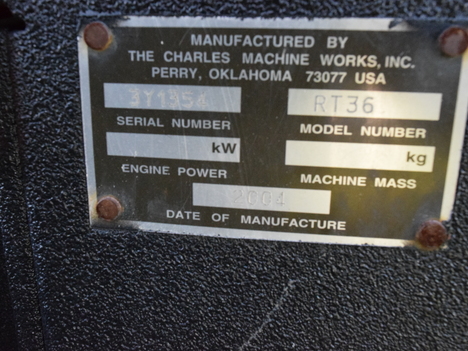 MANUFACTURED BY
THE CHARLES MACHINE WORKS, INC.
PERRY, OKLAHOMA 73077 USA
RT36
SERIAL NUMBER
MODEL NUMBER
kW
kg
ENGINE POWER
MACHINE MASS
2004
DATE OF MANUFACTURE